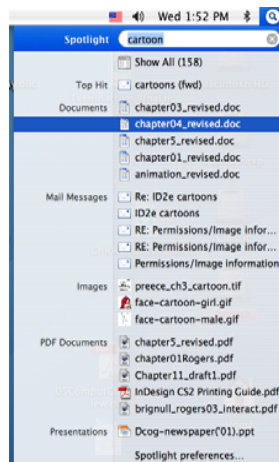 Wed 1:52 PM
Spotlight cartoon
Show All (158)
Top Hit cartoons (fwd)
Documents chapter03_revised.doc
chapter04_revised.doc
chapter5_revised.doc
chapter01_revised.doc
animation_revised.doc
Mail Messages Re: ID2e cartoons
ID2e cartoons
RE: Permissions/Image infor...
RE: Permissions/Image infor...
Permissions/Image information
Images preece_ch3_cartoon.tif
face-cartoon-girl.gif
face-cartoon-male.gif
PDF Documents chapter5_revised.pdf
chapter01Rogers.pdf
Chapter11_draft1.pdf
InDesign CS2 Printing Guide.pdf
brignull_rogers03_interact.pdf
Presentations Dcog-newspaper('01).ppt
Spotlight preferences...